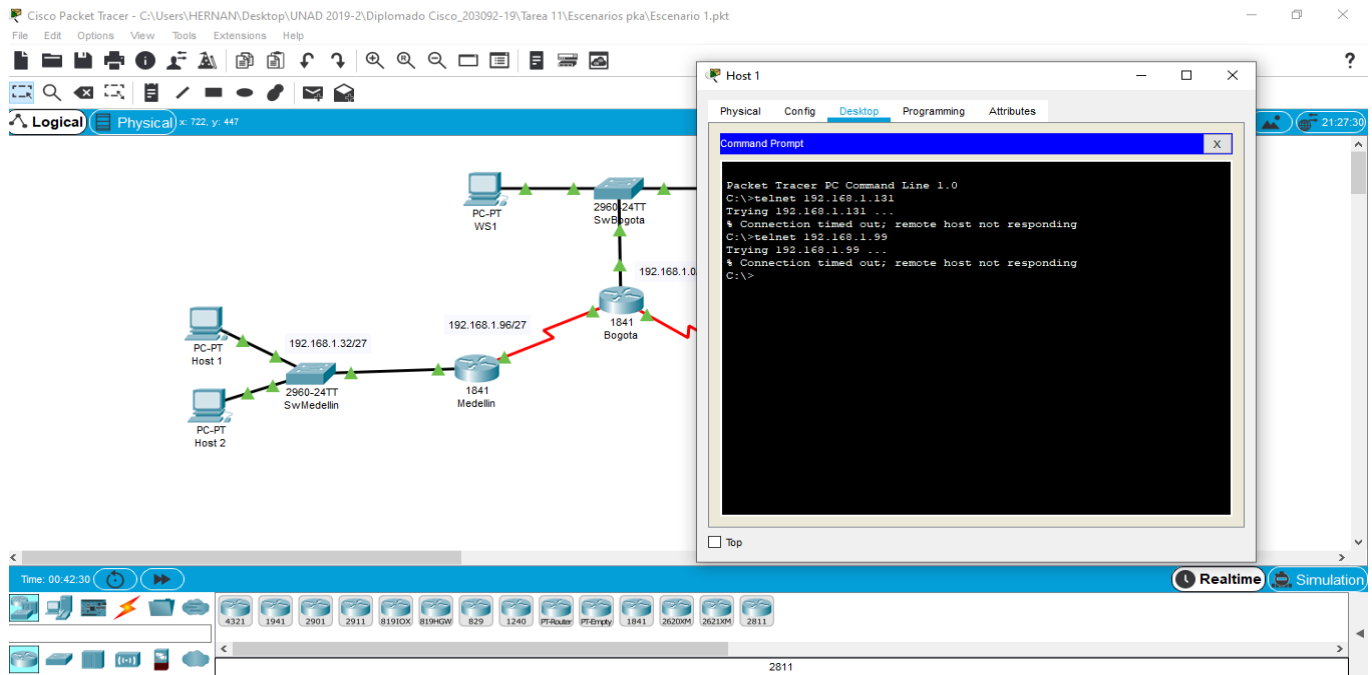 Cisco Packet Tracer - C:\Users\HERNAN\Desktop\UNAD 2019-2\Diplomado Cisco_203092-19\Tarea 11\Escenarios pka\Escenario 1.pkt
File Edit Options View Tools Extensions Help
?
Logical Physical x: 722, y: 447
21:27:30
Host 1
Physical Config Desktop Programming Attributes
Command Prompt X
Packet Tracer PC Command Line 1.0
C:\>telnet 192.168.1.131
Trying 192.168.1.131 ...
% Connection timed out; remote host not responding
C:\>telnet 192.168.1.99
Trying 192.168.1.99 ...
% Connection timed out; remote host not responding
C:\>
Top
PC-PT
WS1
2960-24TT
SwBogota
192.168.1.0
1841
Bogota
192.168.1.96/27
PC-PT
Host 1
192.168.1.32/27
2960-24TT
SwMedellin
1841
Medellin
PC-PT
Host 2
Time: 00:42:30
Realtime Simulation
4321 1941 2901 2911 819IOX 819HGW 829 1240 PT-Router PT-Empty 1841 2620XM 2621XM 2811
2811